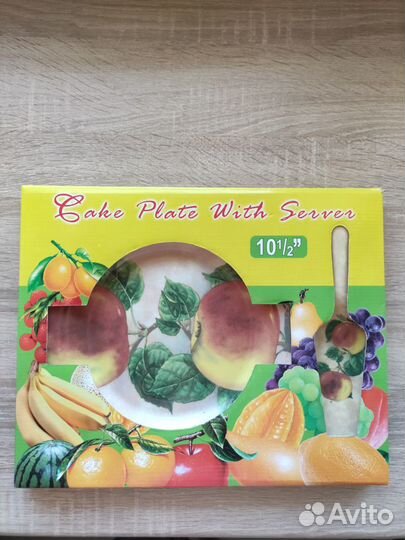 Cake Plate With Server
10 1/2”
Avito